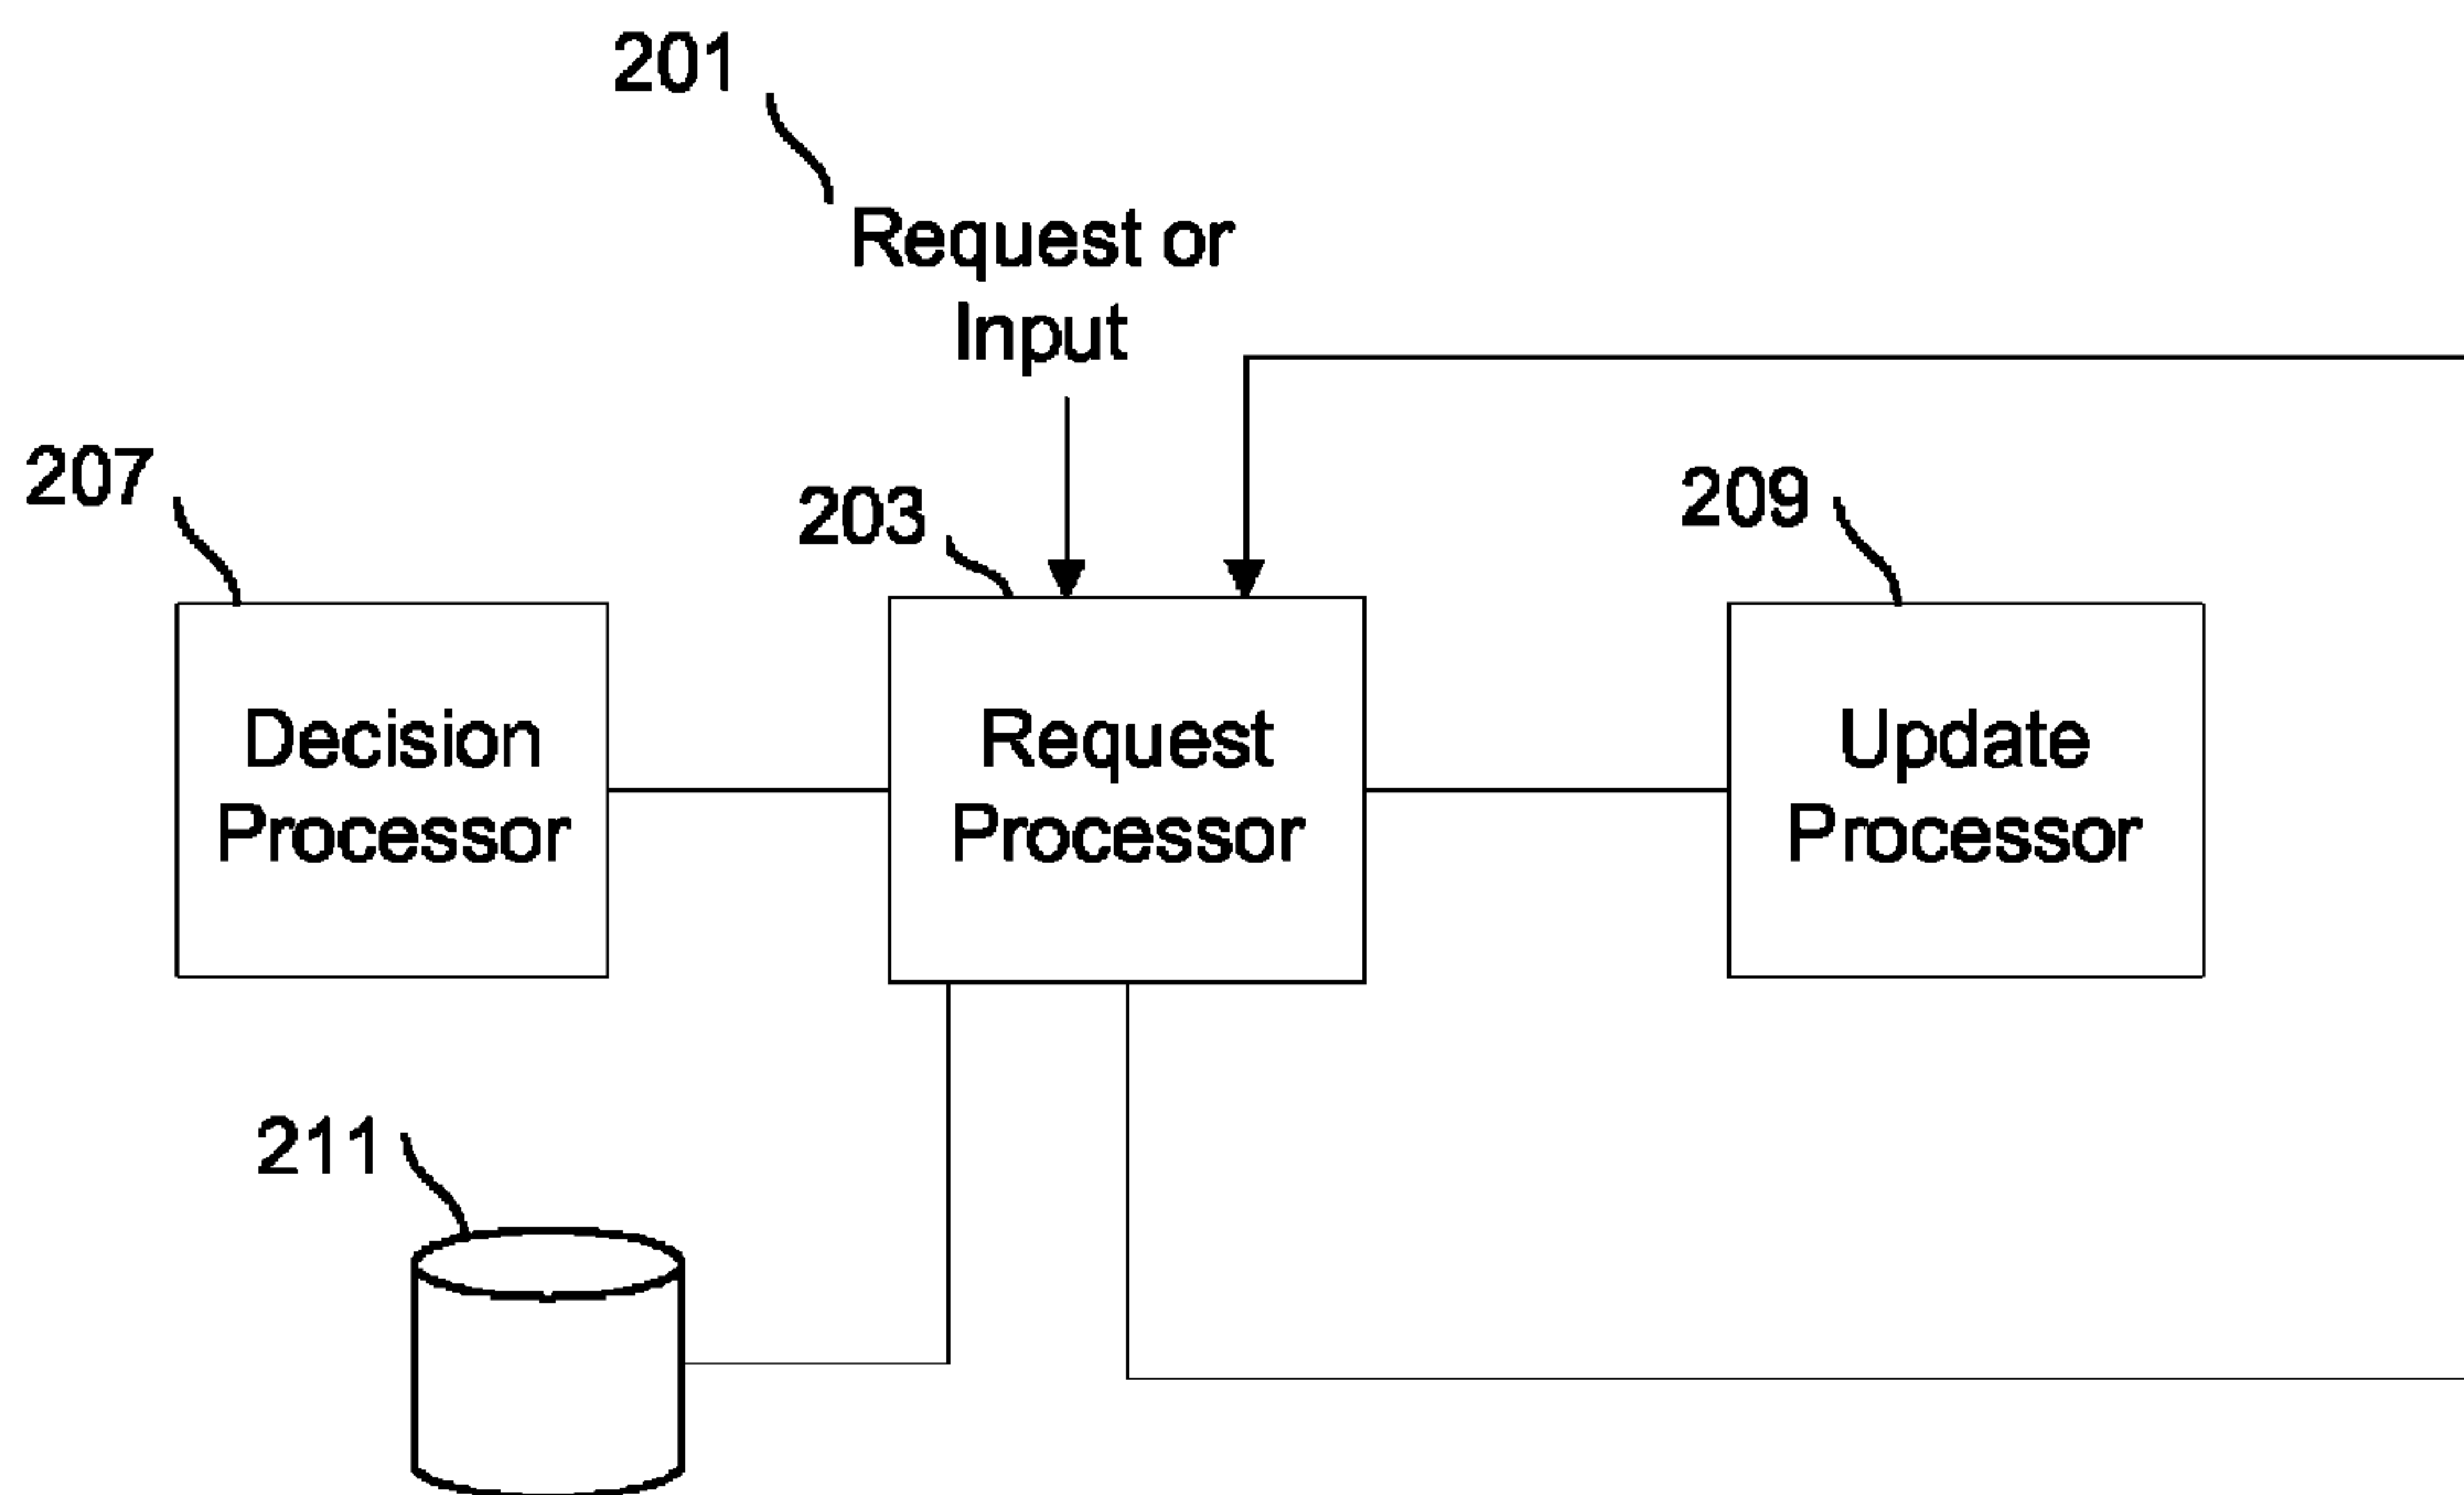 201
Request or
Input
207
203
209
Decision
Processor
Request
Processor
Update
Processor
211